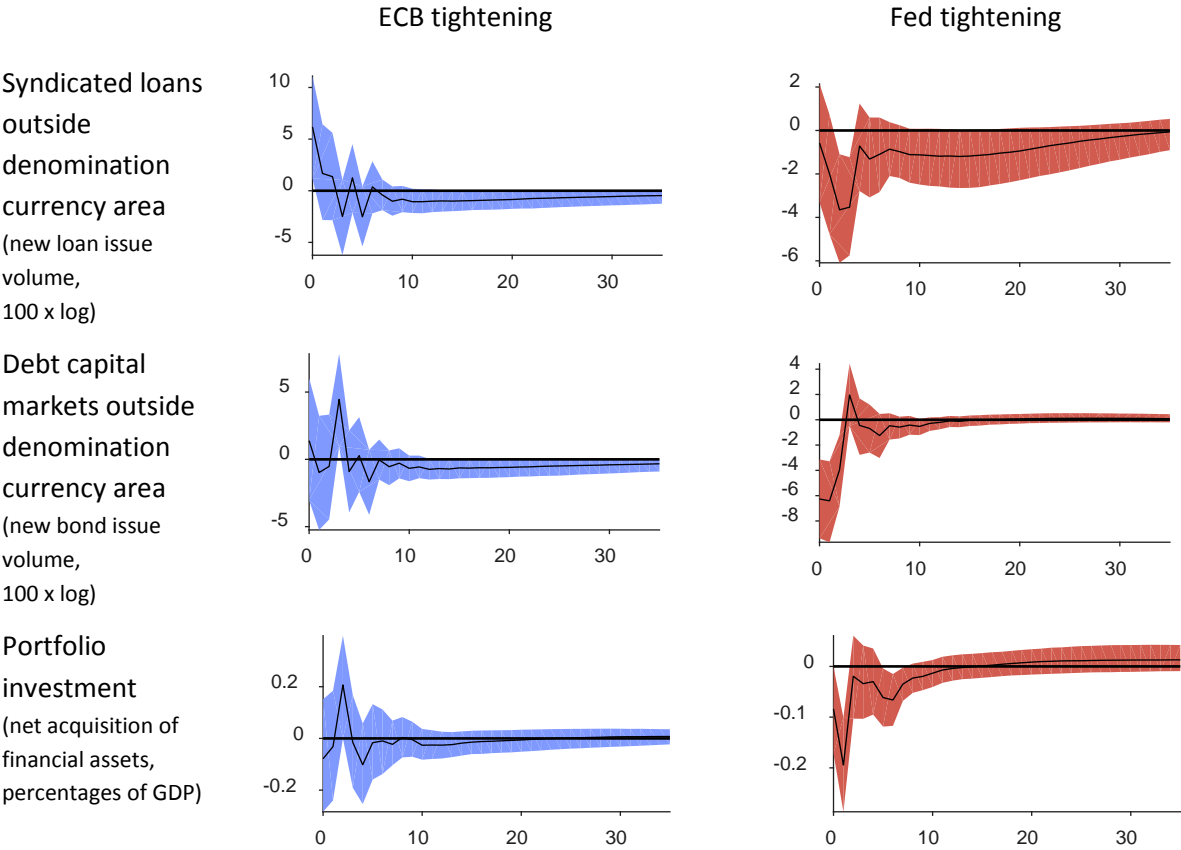 ECB tightening
Fed tightening
Syndicated loans
outside
denomination
currency area
(new loan issue
volume,
100 x log)
10
5
0
-5
0
10
20
30
2
0
-2
-4
-6
0
10
20
30
Debt capital
markets outside
denomination
currency area
(new bond issue
volume,
100 x log)
5
0
-5
0
10
20
30
4
2
0
-2
-4
-6
-8
0
10
20
30
Portfolio
investment
(net acquisition of
financial assets,
percentages of GDP)
0.2
0
-0.2
0
10
20
30
0
-0.1
-0.2
0
10
20
30